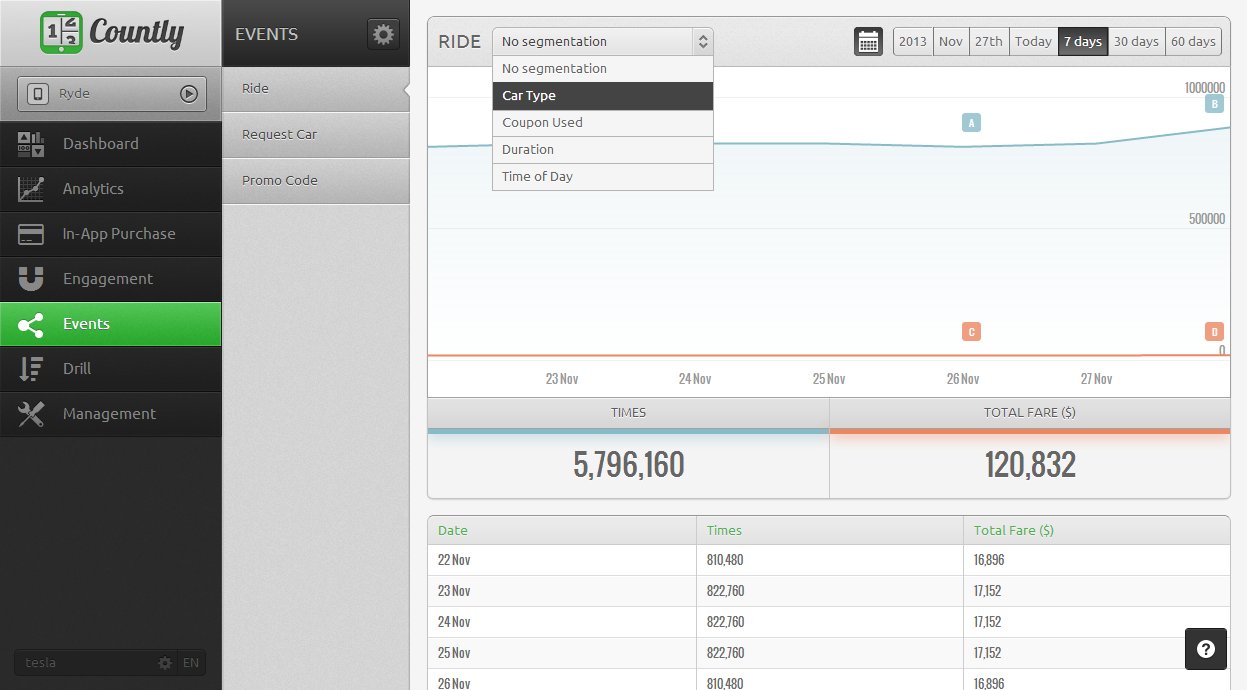 Countly
Ryde
Dashboard
Analytics
In-App Purchase
Engagement
Events
Drill
Management
tesla
EN
EVENTS
Ride
Request Car
Promo Code
RIDE
No segmentation
No segmentation
Car Type
Coupon Used
Duration
Time of Day
2013 Nov 27th Today 7 days 30 days 60 days
1000000
B
A
500000
C
D
0
23 Nov 24 Nov 25 Nov 26 Nov 27 Nov
TIMES TOTAL FARE ($)
5,796,160 120,832
Date Times Total Fare ($)
22 Nov 810,480 16,896
23 Nov 822,760 17,152
24 Nov 822,760 17,152
25 Nov 822,760 17,152
26 Nov 810,480 16,896
?